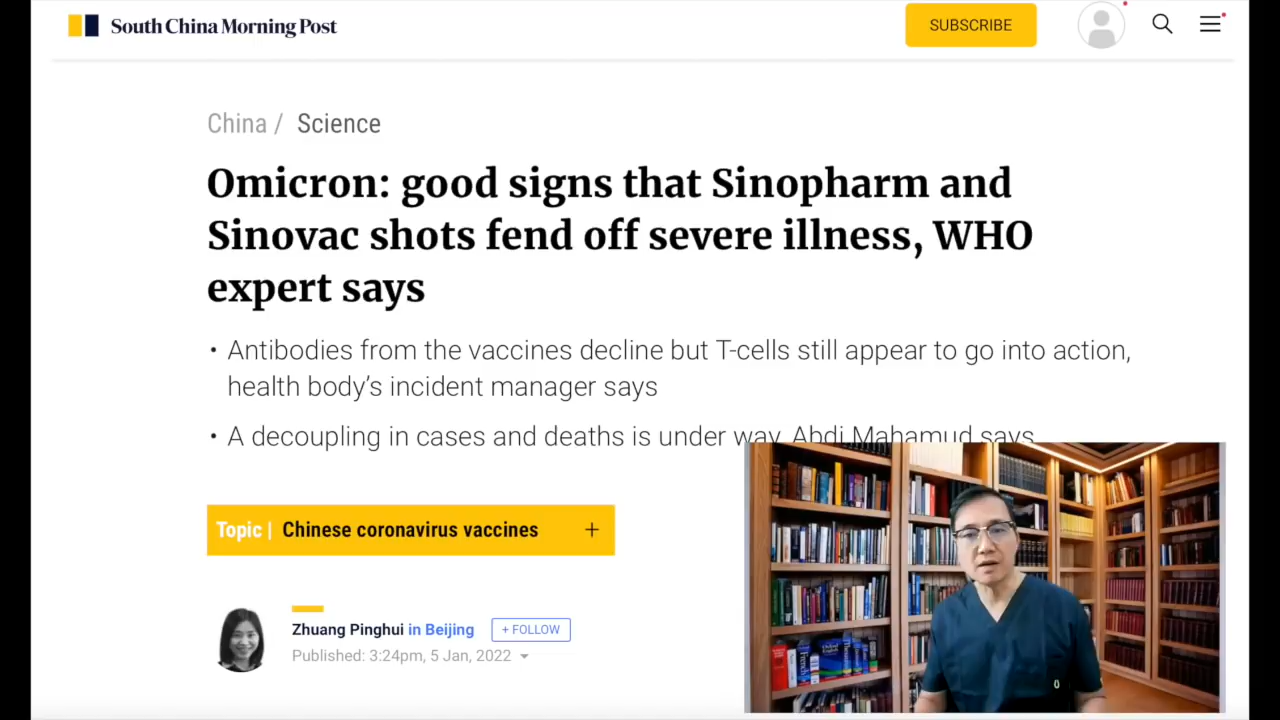 South China Morning Post
SUBSCRIBE
China / Science
Omicron: good signs that Sinopharm and
Sinovac shots fend off severe illness, WHO
expert says
• Antibodies from the vaccines decline but T-cells still appear to go into action,
health body’s incident manager says
• A decoupling in cases and deaths is under way, Abdi Mahamud says
Topic | Chinese coronavirus vaccines +
Zhuang Pinghui in Beijing + FOLLOW
Published: 3:24pm, 5 Jan, 2022